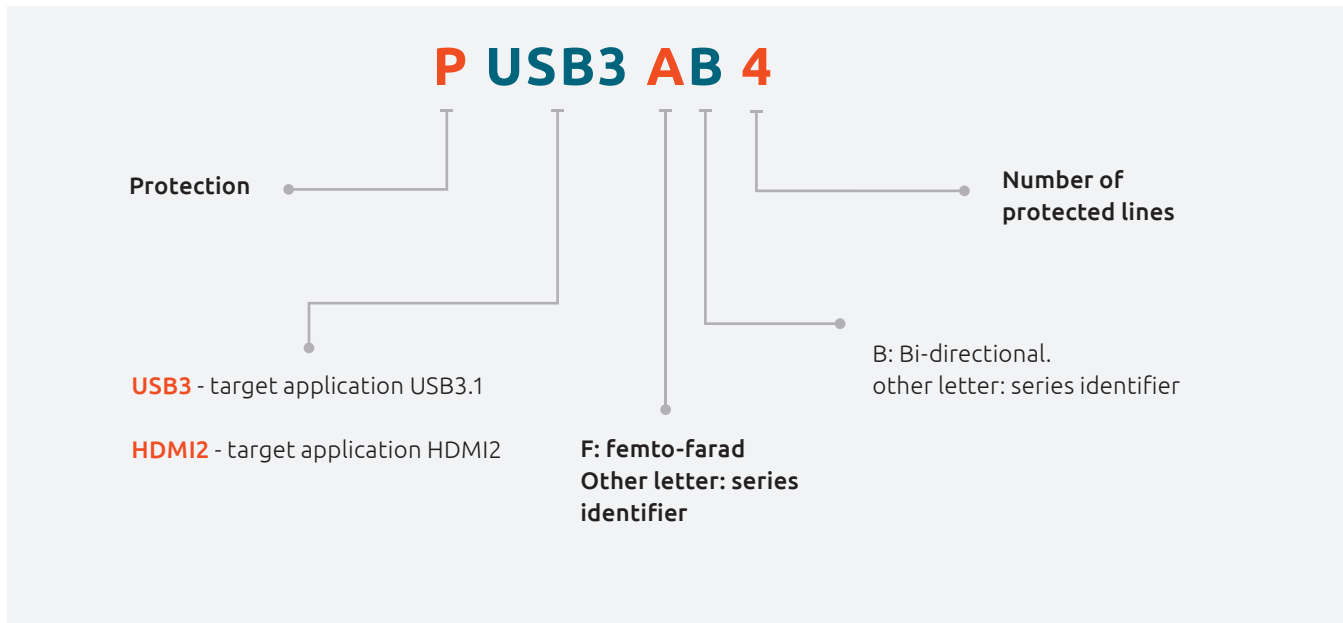 P USB3 AB 4
Protection
Number of
protected lines
B: Bi-directional.
other letter: series identifier
USB3 - target application USB3.1
HDMI2 - target application HDMI2
F: femto-farad
Other letter: series
identifier